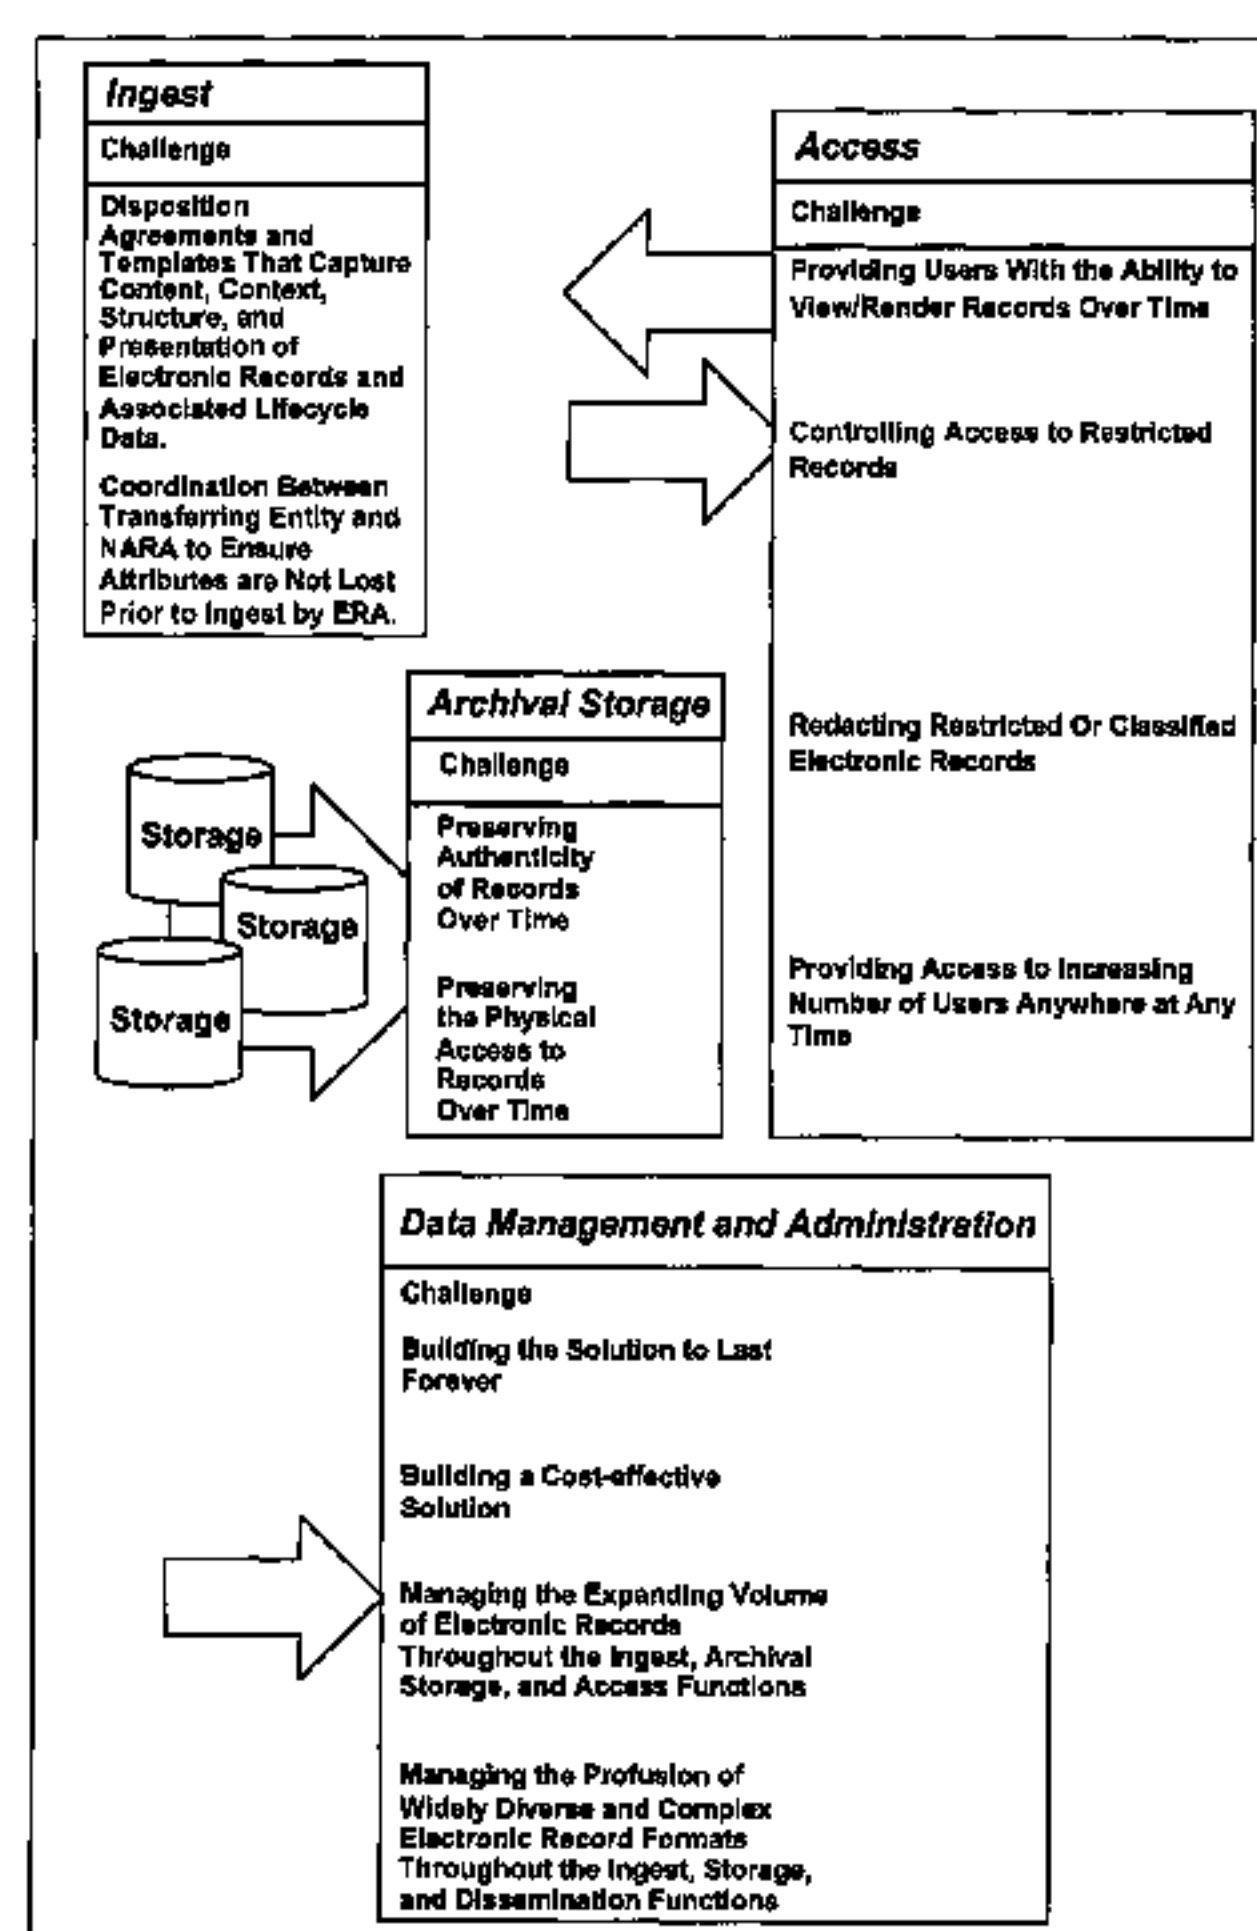 Ingest
Challenge
Disposition
Agreements and
Templates That Capture
Content, Context,
Structure, and
Presentation of
Electronic Records and
Associated Lifecycle
Data.
Coordination Between
Transferring Entity and
NARA to Ensure
Attributes are Not Lost
Prior to Ingest by ERA.
Access
Challenge
Providing Users With the Ability to
View/Render Records Over Time
Controlling Access to Restricted
Records
Redacting Restricted Or Classified
Electronic Records
Providing Access to Increasing
Number of Users Anywhere at Any
Time
Storage
Storage
Storage
Archival Storage
Challenge
Preserving
Authenticity
of Records
Over Time
Preserving
the Physical
Access to
Records
Over Time
Data Management and Administration
Challenge
Building the Solution to Last
Forever
Building a Cost-effective
Solution
Managing the Expanding Volume
of Electronic Records
Throughout the Ingest, Archival
Storage, and Access Functions
Managing the Profusion of
Widely Diverse and Complex
Electronic Record Formats
Throughout the Ingest, Storage,
and Dissemination Functions